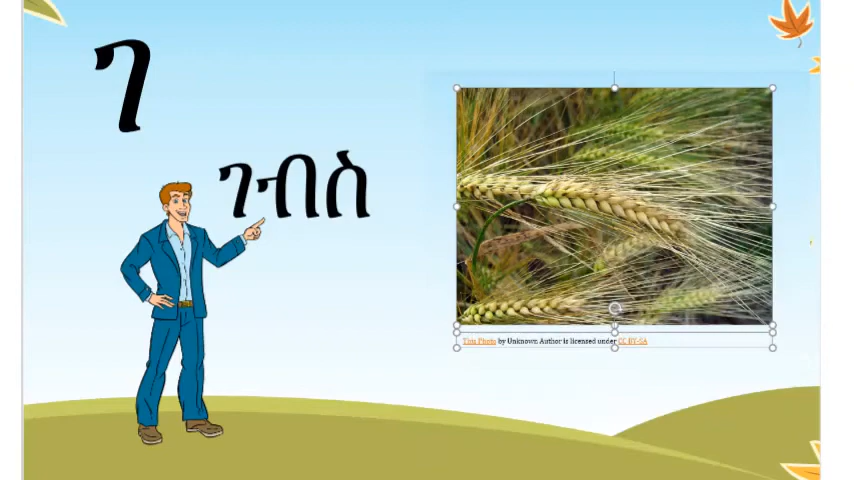 ገ
ገብስ
This Photo by Unknown Author is licensed under CC BY-SA